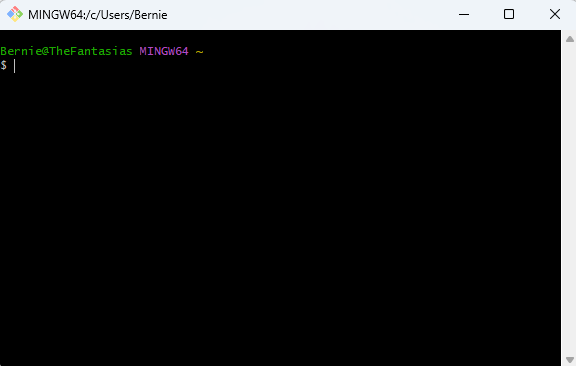 MINGW64:/c/Users/Bernie
Bernie@TheFantasias MINGW64 ~
$